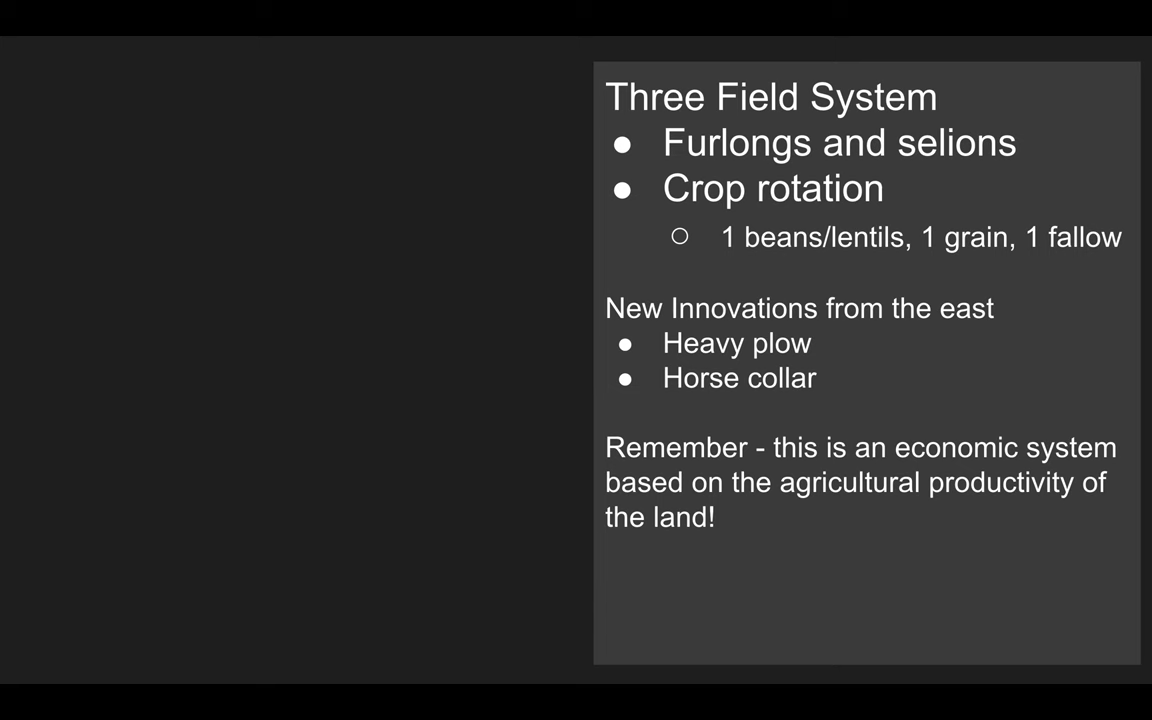 Three Field System
● Furlongs and selions
● Crop rotation
○ 1 beans/lentils, 1 grain, 1 fallow
New Innovations from the east
● Heavy plow
● Horse collar
Remember - this is an economic system
based on the agricultural productivity of
the land!